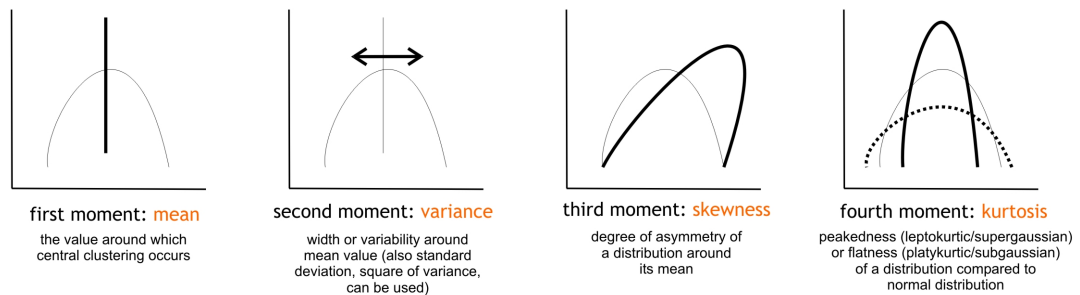 first moment: mean
the value around which
central clustering occurs
second moment: variance
width or variability around
mean value (also standard
deviation, square of variance,
can be used)
third moment: skewness
degree of asymmetry of
a distribution around
its mean
fourth moment: kurtosis
peakedness (leptokurtic/supergaussian)
or flatness (platykurtic/subgaussian)
of a distribution compared to
normal distribution